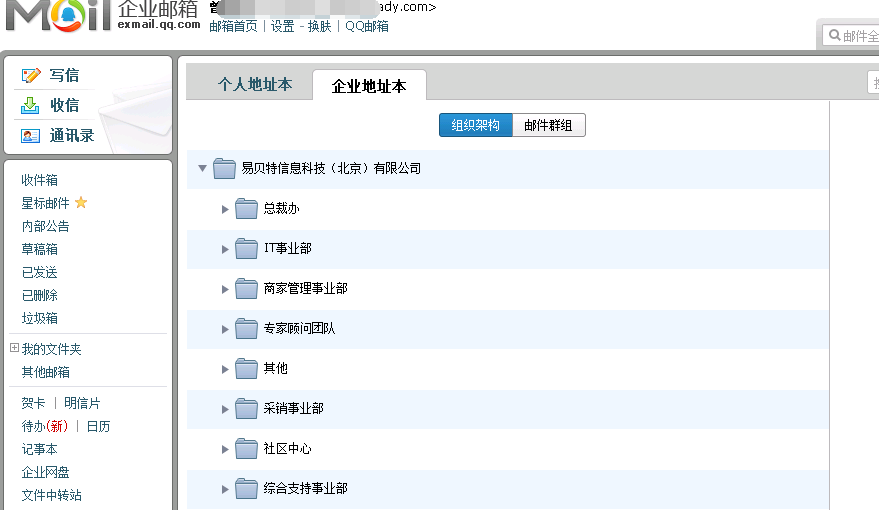 Mail 企业邮箱
exmail.qq.com
ady.com>
邮箱首页 | 设置 - 换肤 | QQ邮箱
邮件全
写信
收信
通讯录
个人地址本
企业地址本
组织架构
邮件群组
收件箱
星标邮件
内部公告
草稿箱
已发送
已删除
垃圾箱
我的文件夹
其他邮箱
贺卡 | 明信片
待办(新) | 日历
记事本
企业网盘
文件中转站
易贝特信息科技（北京）有限公司
总裁办
IT事业部
商家管理事业部
专家顾问团队
其他
采销事业部
社区中心
综合支持事业部